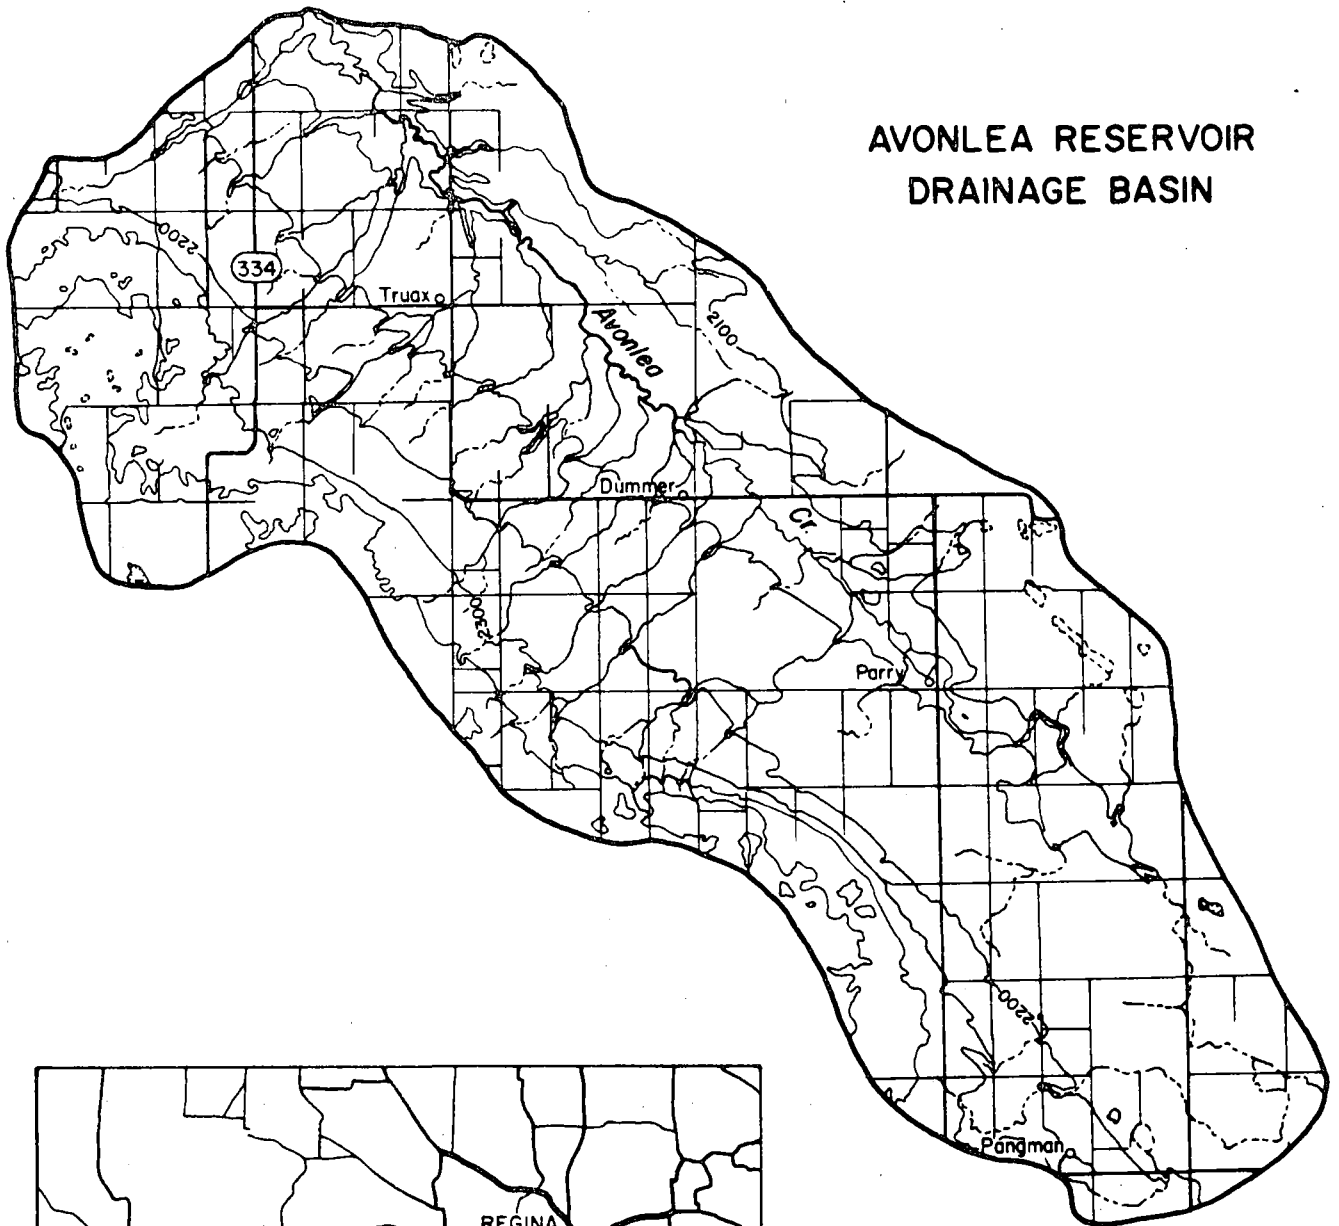 AVONLEA RESERVOIR
DRAINAGE BASIN
2200
334
Truax
Avonlea
2100
Dummer
Cr.
2300
Parry
2200
Pangman
REGINA